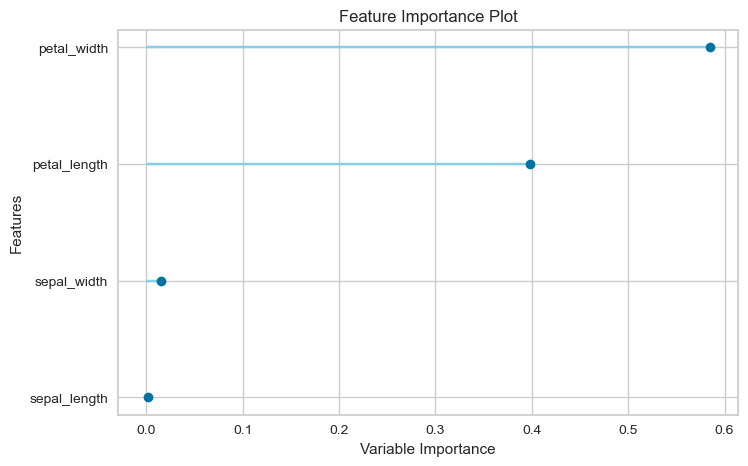 Feature Importance Plot
petal_width
petal_length
sepal_width
sepal_length
Features
0.0 0.1 0.2 0.3 0.4 0.5 0.6
Variable Importance